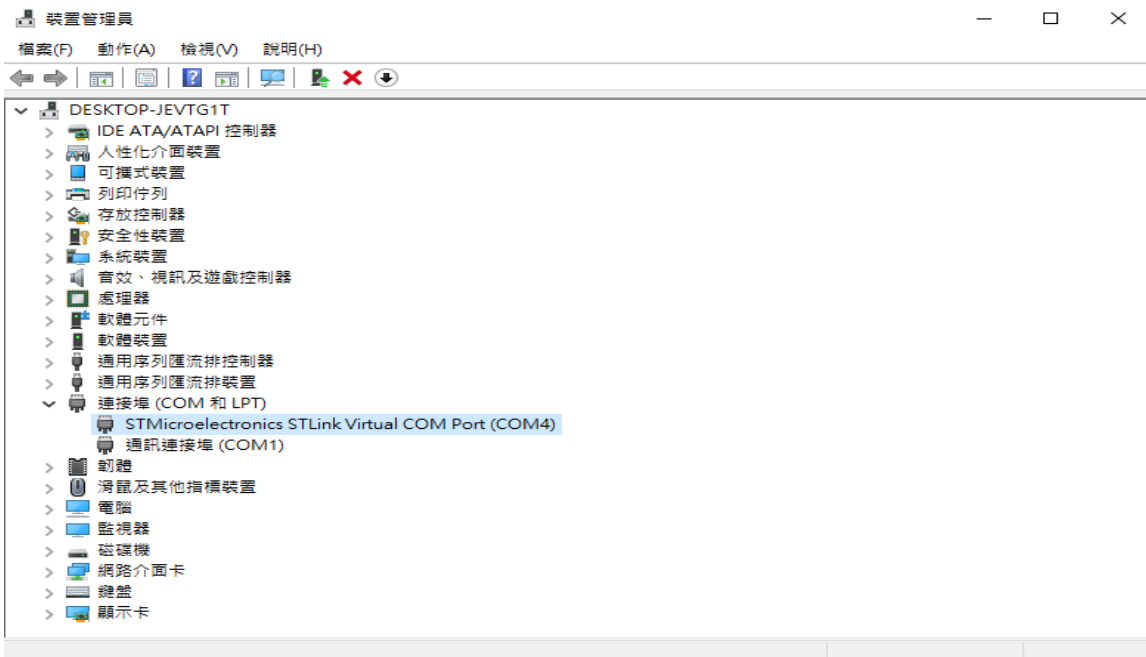 裝置管理員
檔案(F) 動作(A) 檢視(V) 說明(H)
DESKTOP-JEVTG1T
IDE ATA/ATAPI 控制器
人性化介面裝置
可攜式裝置
列印佇列
存放控制器
安全性裝置
系統裝置
音效、視訊及遊戲控制器
處理器
軟體元件
軟體裝置
通用序列匯流排控制器
通用序列匯流排裝置
連接埠 (COM 和 LPT)
STMicroelectronics STLink Virtual COM Port (COM4)
通訊連接埠 (COM1)
韌體
滑鼠及其他指標裝置
電腦
監視器
磁碟機
網路介面卡
鍵盤
顯示卡